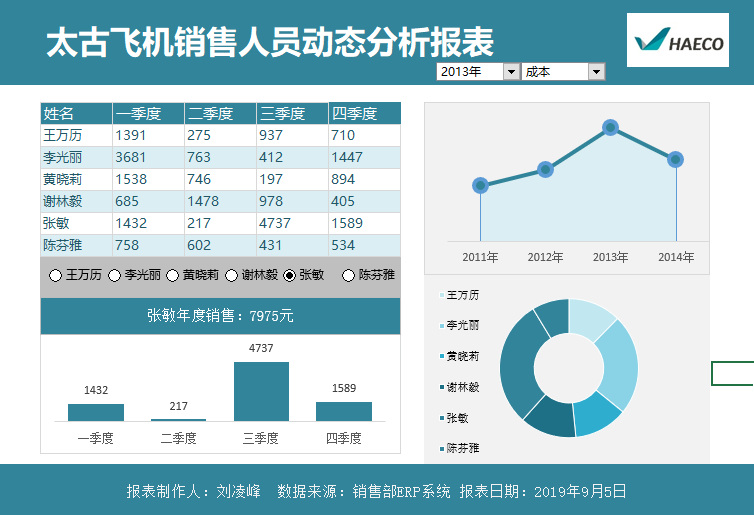 太古飞机销售人员动态分析报表
HAECO
2013年 成本
姓名 一季度 二季度 三季度 四季度
王万历 1391 275 937 710
李光丽 3681 763 412 1447
黄晓莉 1538 746 197 894
谢林毅 685 1478 978 405
张敏 1432 217 4737 1589
陈芬雅 758 602 431 534
王万历 李光丽 黄晓莉 谢林毅 张敏 陈芬雅
张敏年度销售：7975元
4737
1432
217
1589
一季度 二季度 三季度 四季度
2011年 2012年 2013年 2014年
王万历
李光丽
黄晓莉
谢林毅
张敏
陈芬雅
报表制作人：刘凌峰 数据来源：销售部ERP系统 报表日期：2019年9月5日